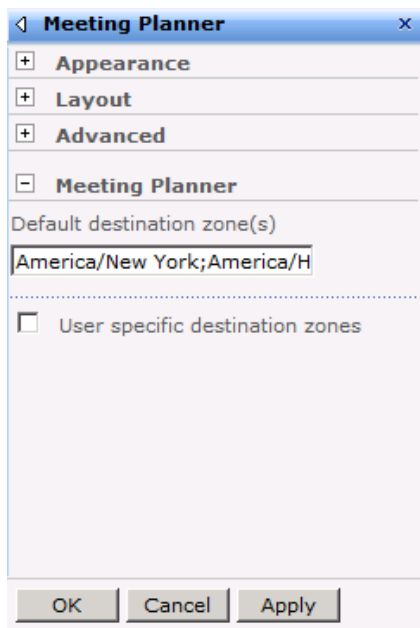 Meeting Planner x
Appearance
Layout
Advanced
Meeting Planner
Default destination zone(s)
America/New York;America/H
User specific destination zones
OK Cancel Apply